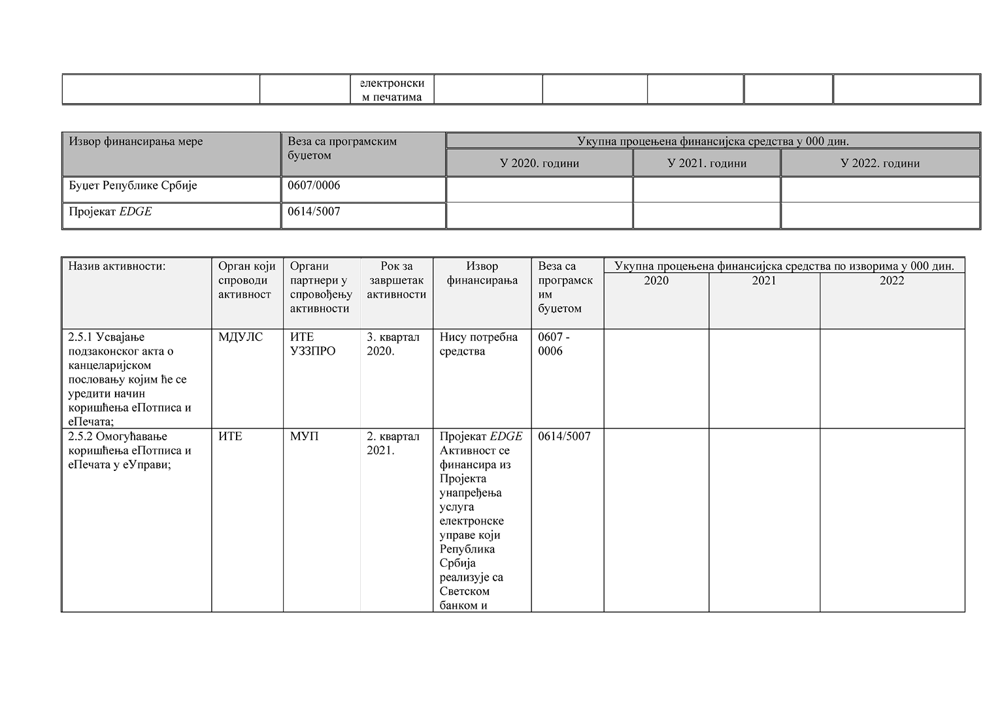 електронски
м печатима
Извор финансирања мере
Веза са програмским
буџетом
Укупна процењена финансијска средства у 000 дин.
У 2020. години
У 2021. години
У 2022. години
Буџет Републике Србије
0607/0006
Пројекат EDGE
0614/5007
Назив активности:
Орган који
спроводи
активност
Органи
партнери у
спровођењу
активности
Рок за
завршетак
активности
Извор
финансирања
Веза са
програмск
им
буџетом
Укупна процењена финансијска средства по изворима у 000 дин.
2020
2021
2022
2.5.1 Усвајање
подзаконског акта о
канцеларијском
пословању којим ће се
уредити начин
коришћења еПотписа и
еПечата;
МДУЛС
ИТЕ
УЗЗПРО
3. квартал
2020.
Нису потребна
средства
0607 -
0006
2.5.2 Омогућавање
коришћења еПотписа и
еПечата у еУправи;
ИТЕ
МУП
2. квартал
2021.
Пројекат EDGE
Активност се
финансира из
Пројекта
унапређења
услуга
електронске
управе који
Република
Србија
реализује са
Светском
банком и
0614/5007